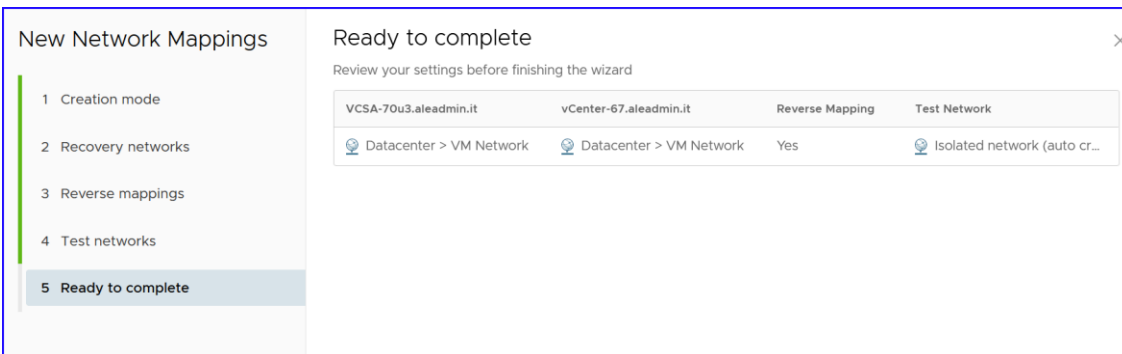 New Network Mappings
1 Creation mode
2 Recovery networks
3 Reverse mappings
4 Test networks
5 Ready to complete
Ready to complete
Review your settings before finishing the wizard
VCSA-70u3.aleadmin.it vCenter-67.aleadmin.it Reverse Mapping Test Network
Datacenter > VM Network Datacenter > VM Network Yes Isolated network (auto cr...